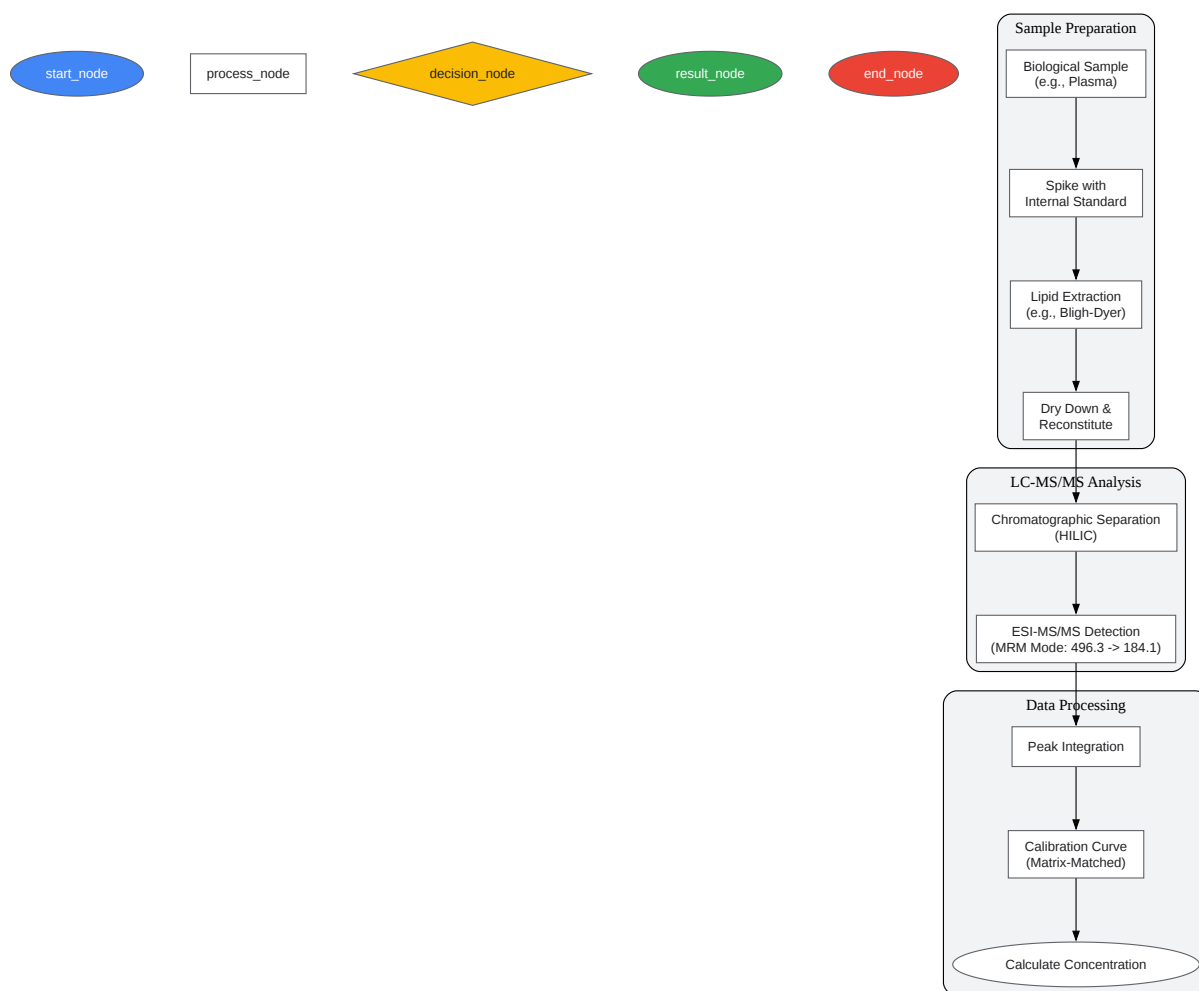 start_node
process_node
decision_node
result_node
end_node
Sample Preparation
Biological Sample
(e.g., Plasma)
Spike with
Internal Standard
Lipid Extraction
(e.g., Bligh-Dyer)
Dry Down &
Reconstitute
LC-MS/MS Analysis
Chromatographic Separation
(HILIC)
ESI-MS/MS Detection
(MRM Mode: 496.3 -> 184.1)
Data Processing
Peak Integration
Calibration Curve
(Matrix-Matched)
Calculate Concentration